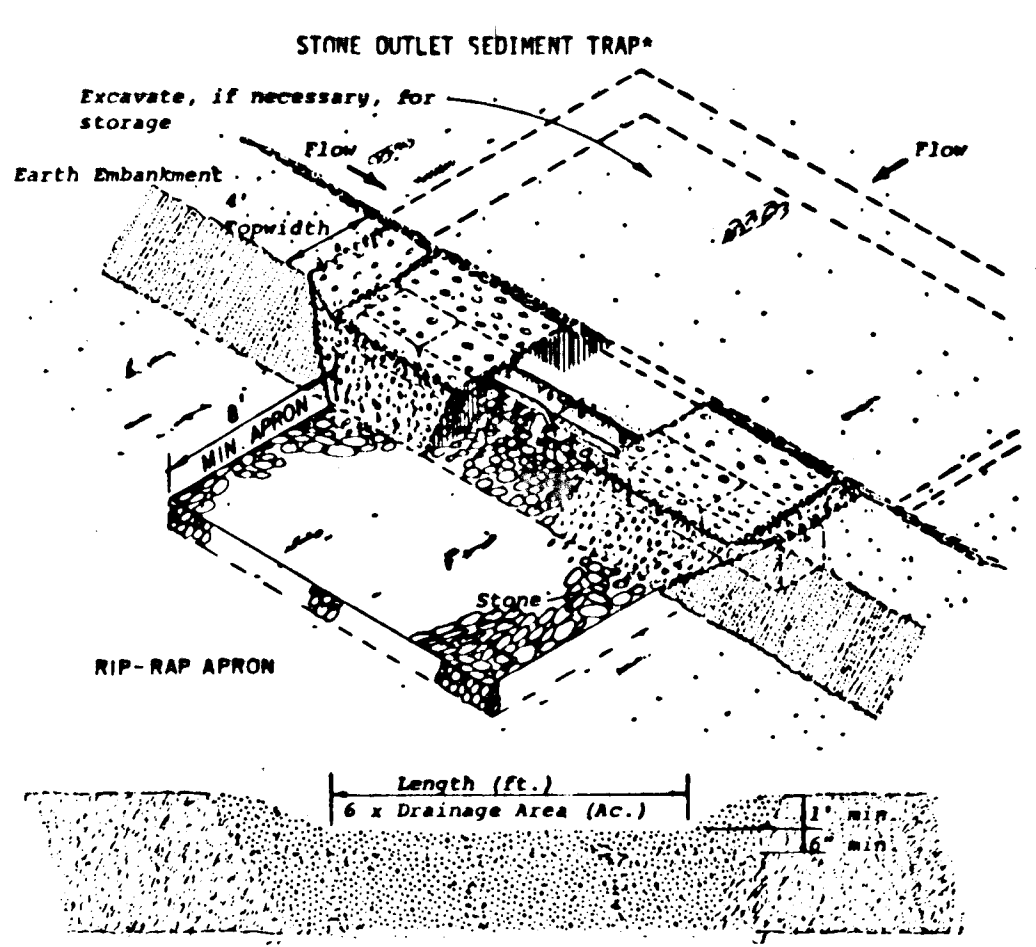 STONE OUTLET SEDIMENT TRAP*
Excavate, if necessary, for
storage
Flow
Flow
Earth Embankment
4'
Topwidth
8'
MIN. APRON
Stone
RIP-RAP APRON
Length (ft.)
6 x Drainage Area (Ac.)
1' min.
6" min.